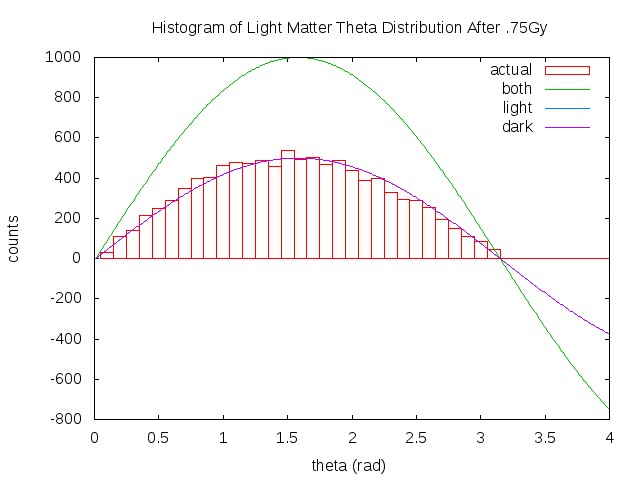 Histogram of Light Matter Theta Distribution After .75Gy
1000
800
600
400
200
0
-200
-400
-600
-800
counts
actual
both
light
dark
0 0.5 1 1.5 2 2.5 3 3.5 4
theta (rad)